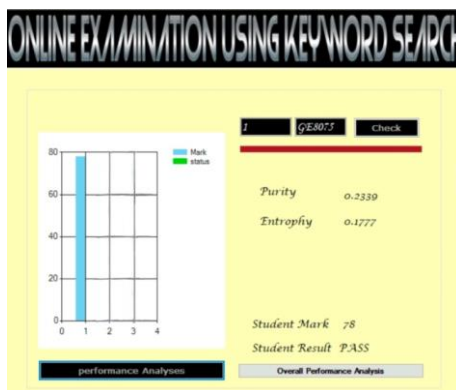 ONLINE EXAMINATION USING KEYWORD SEARCH
1 GE8075 Check
80
60
40
20
0
0 1 2 3 4
Mark
status
Purity 0.2339
Entrophy 0.1777
Student Mark 78
Student Result PASS
performance Analyses
Overall Performance Analysis